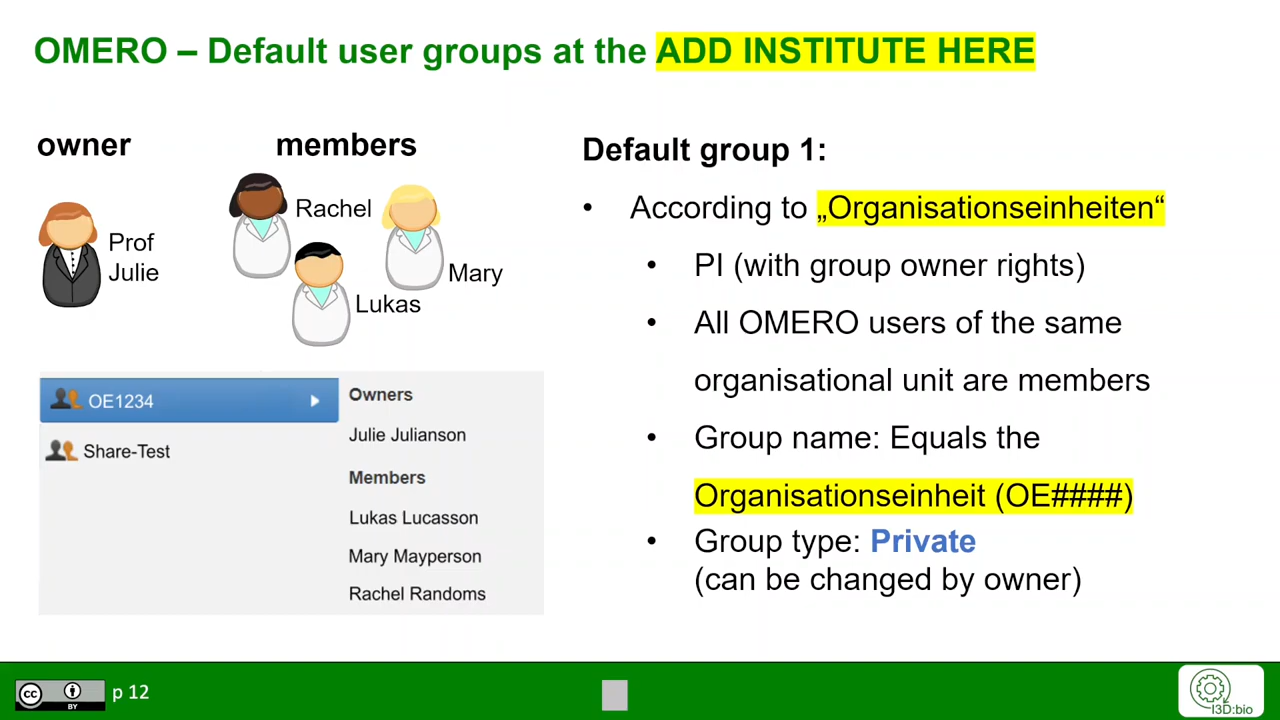 OMERO – Default user groups at the ADD INSTITUTE HERE
owner
members
Prof
Julie
Rachel
Mary
Lukas
OE1234
Share-Test
Owners
Julie Julianson
Members
Lukas Lucasson
Mary Mayperson
Rachel Randoms
Default group 1:
• According to „Organisationseinheiten“
• PI (with group owner rights)
• All OMERO users of the same
organisational unit are members
• Group name: Equals the
Organisationseinheit (OE####)
• Group type: Private
(can be changed by owner)
cc
BY
p 12
I3D:bio